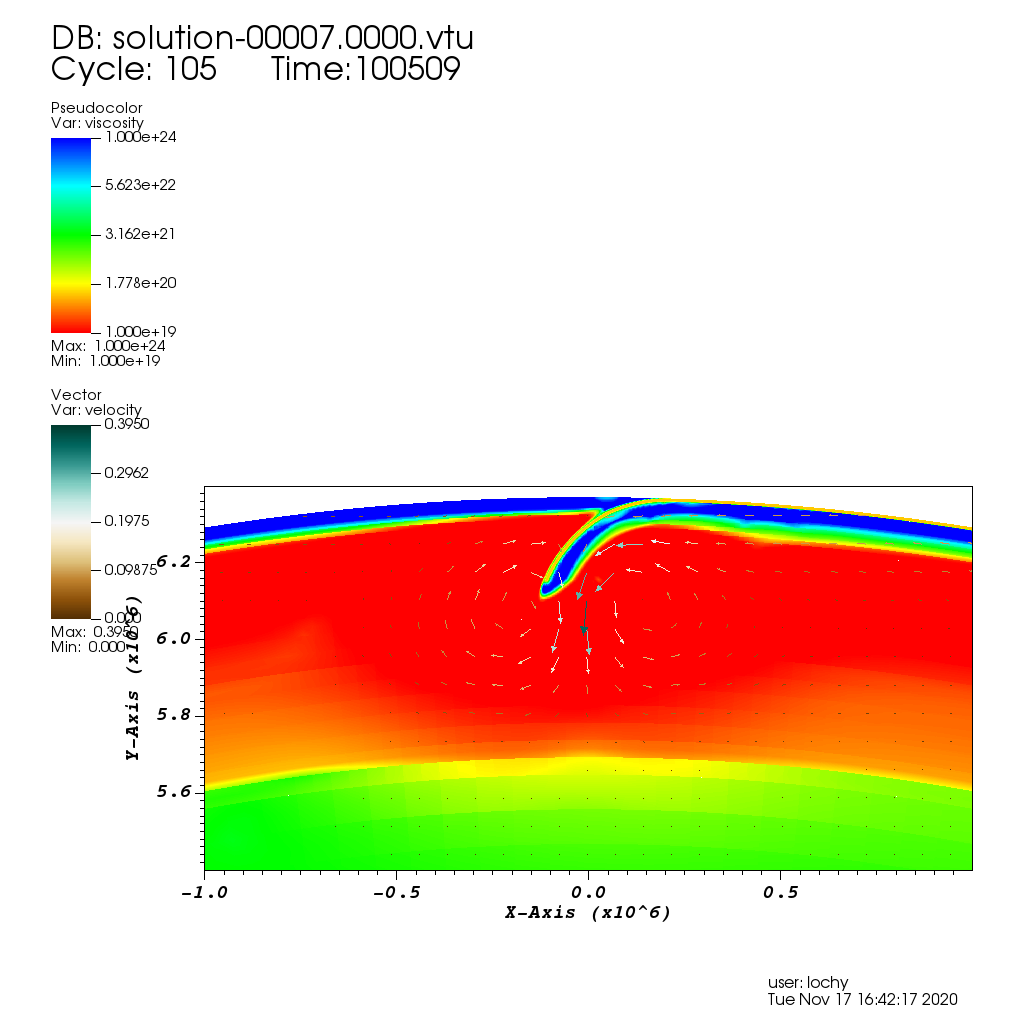 DB: solution-00007.0000.vtu
Cycle: 105 Time:100509
Pseudocolor
Var: viscosity
1.000e+24
5.623e+22
3.162e+21
1.778e+20
1.000e+19
Max: 1.000e+24
Min: 1.000e+19
Vector
Var: velocity
0.3950
0.2962
0.1975
0.09875
0.000
Max: 0.3950
Min: 0.000
Y-Axis (x10^6)
6.2
6.0
5.8
5.6
-1.0 -0.5 0.0 0.5
X-Axis (x10^6)
user: lochy
Tue Nov 17 16:42:17 2020